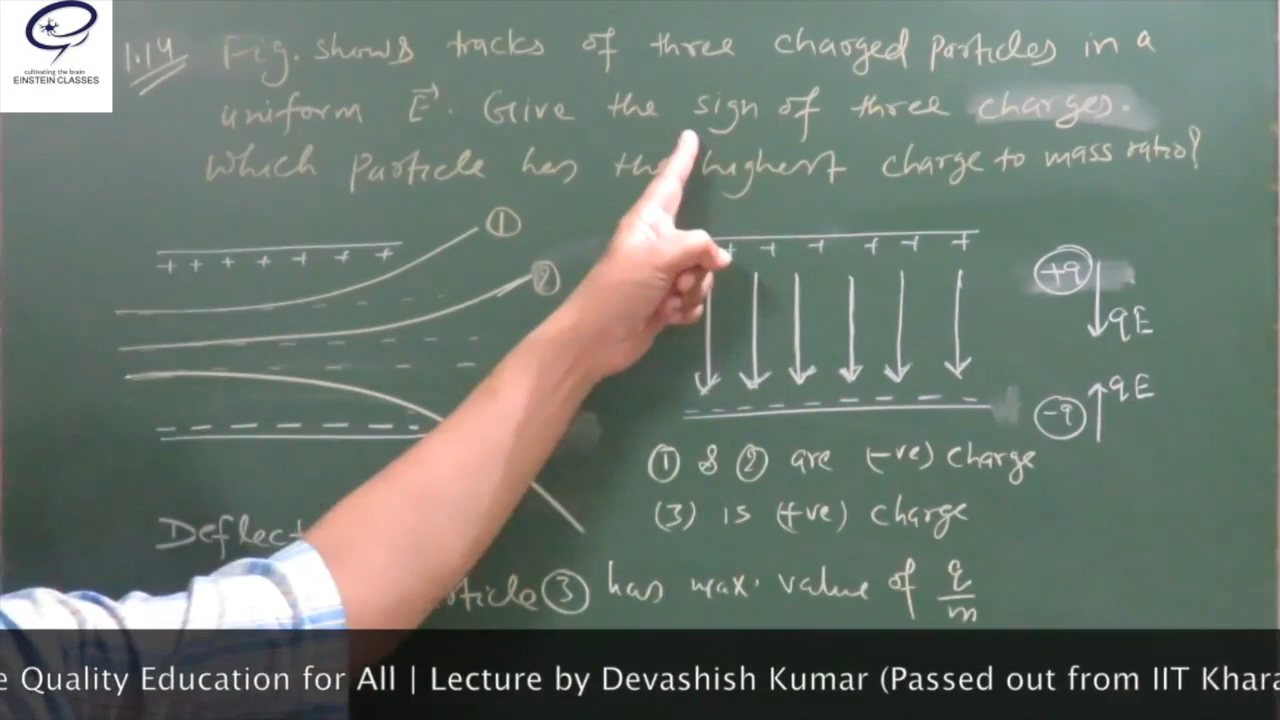 cultivating the brain
EINSTEIN CLASSES
1.14 Fig. shows tracks of three charged particles in a
uniform E⃗. Give the sign of three charges.
Which particle has the highest charge to mass ratio?
+ + + + + + +
①
②
+ + + + + +
+q
qE
-q
qE
① & ② are (-ve) charge
(3) is (+ve) charge
Deflect
③ has max. value of q/m
Quality Education for All | Lecture by Devashish Kumar (Passed out from IIT Khara